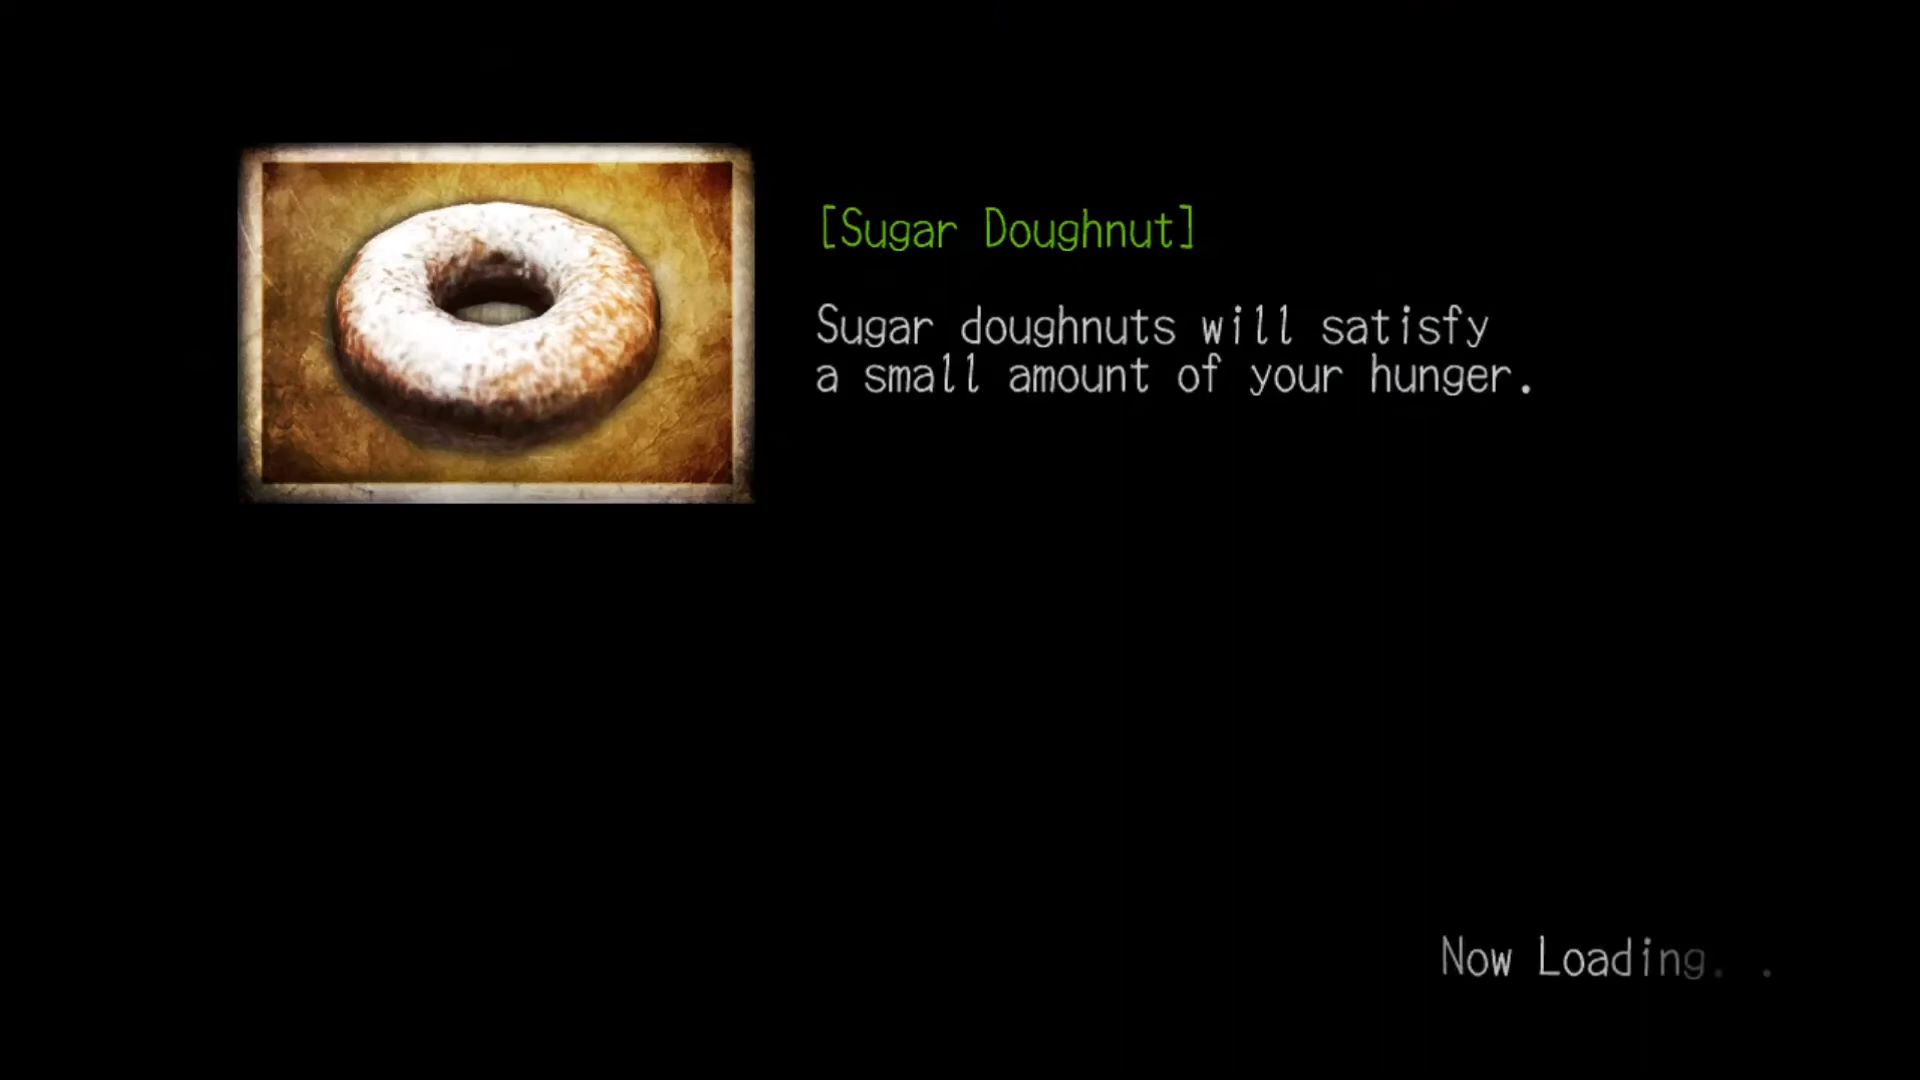 [Sugar Doughnut]
Sugar doughnuts will satisfy
a small amount of your hunger.
Now Loading. .